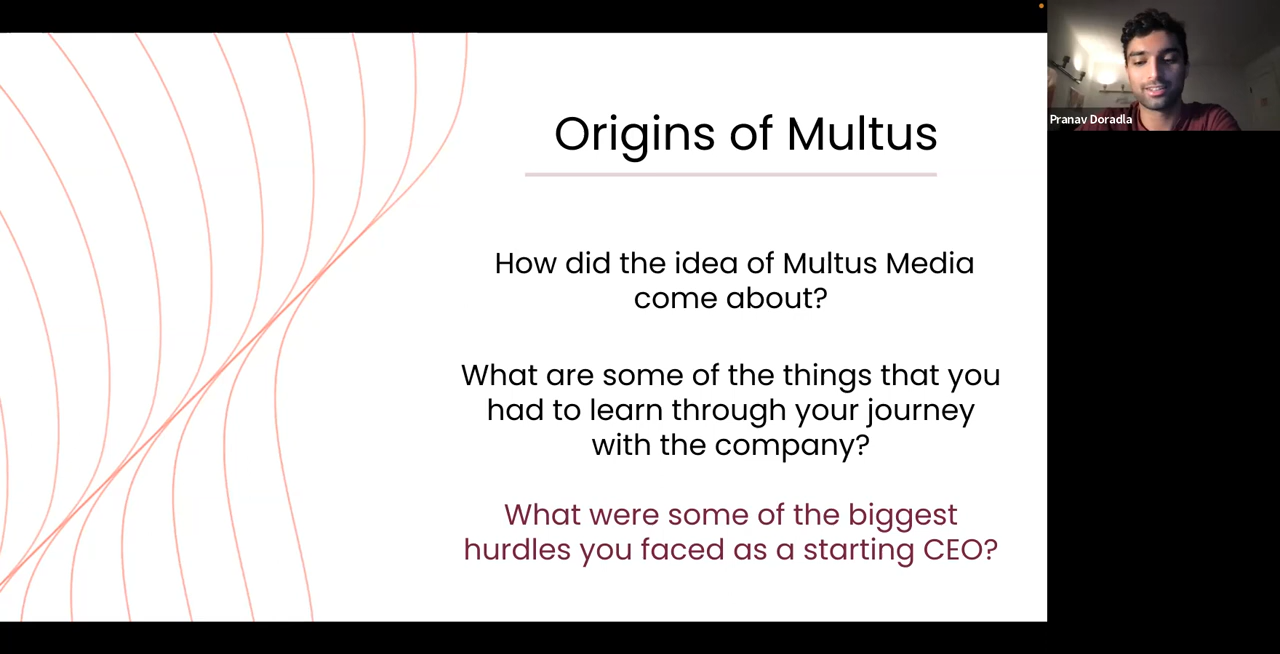 Origins of Multus
How did the idea of Multus Media
come about?
What are some of the things that you
had to learn through your journey
with the company?
What were some of the biggest
hurdles you faced as a starting CEO?
Pranav Doradla